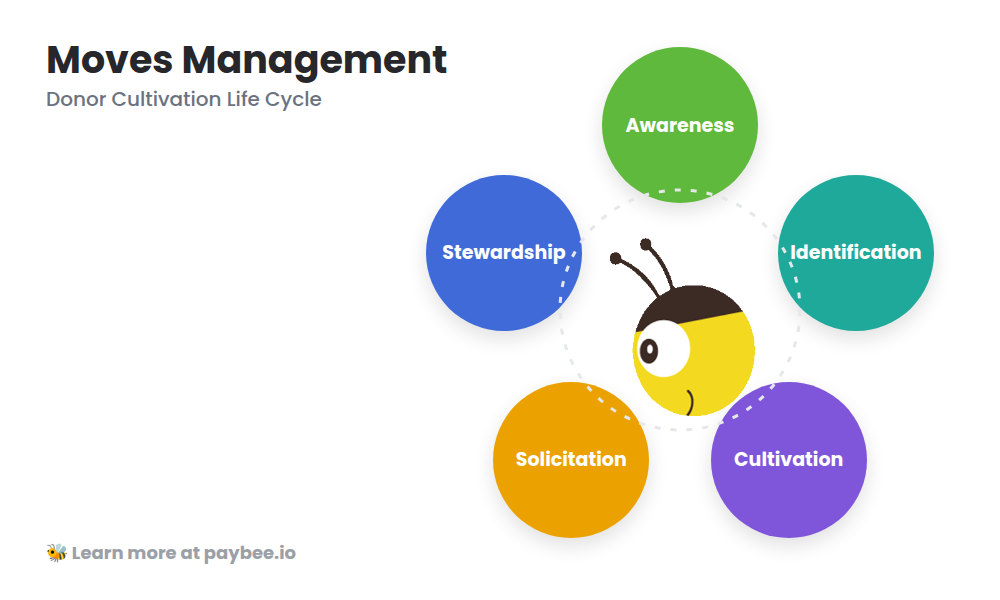 Moves Management
Donor Cultivation Life Cycle
Awareness
Stewardship
Identification
Solicitation
Cultivation
🐝 Learn more at paybee.io